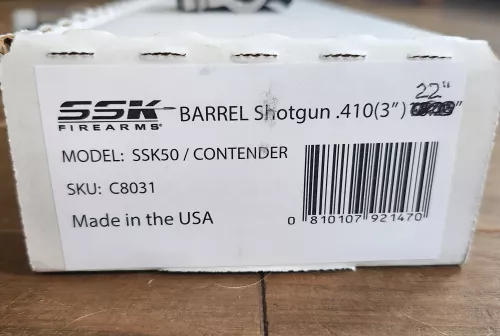 22"
SSK BARREL Shotgun .410(3") "
FIREARMS®
MODEL: SSK50 / CONTENDER
SKU: C8031
Made in the USA
0 810107 921470